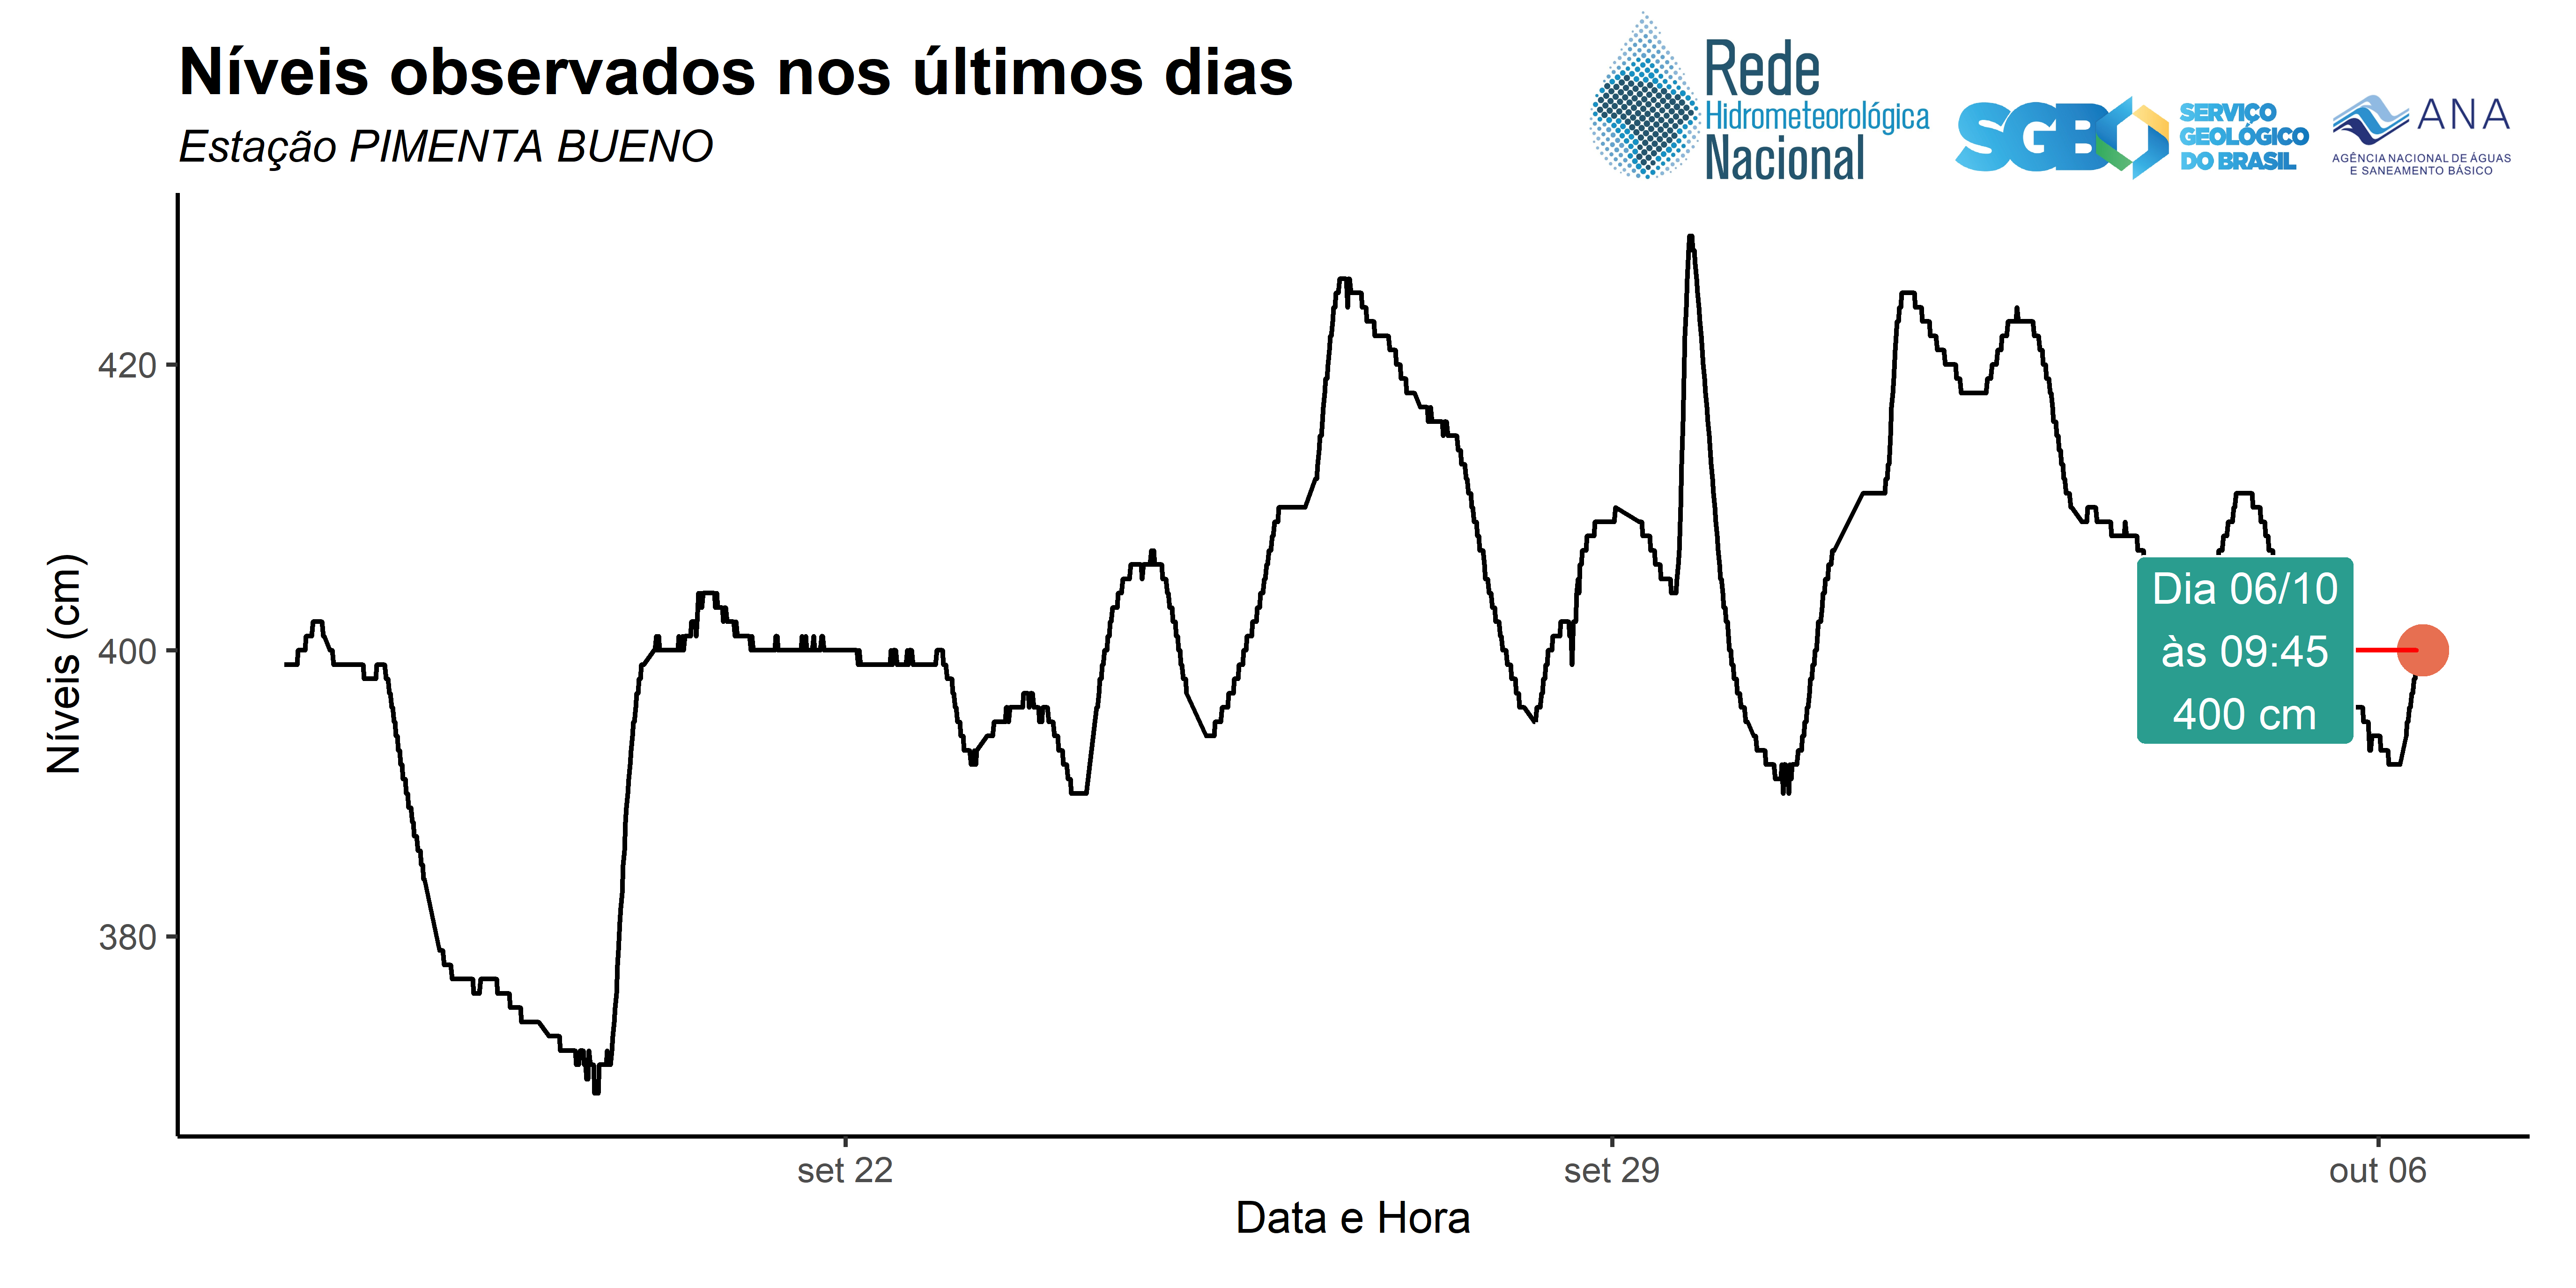 Níveis observados nos últimos dias
Estação PIMENTA BUENO
Rede
Hidrometeorológica
Nacional
SGB
SERVIÇO
GEOLÓGICO
DO BRASIL
ANA
AGÊNCIA NACIONAL DE ÁGUAS
E SANEAMENTO BÁSICO
Níveis (cm)
420
400
380
Dia 06/10
às 09:45
400 cm
set 22
set 29
out 06
Data e Hora